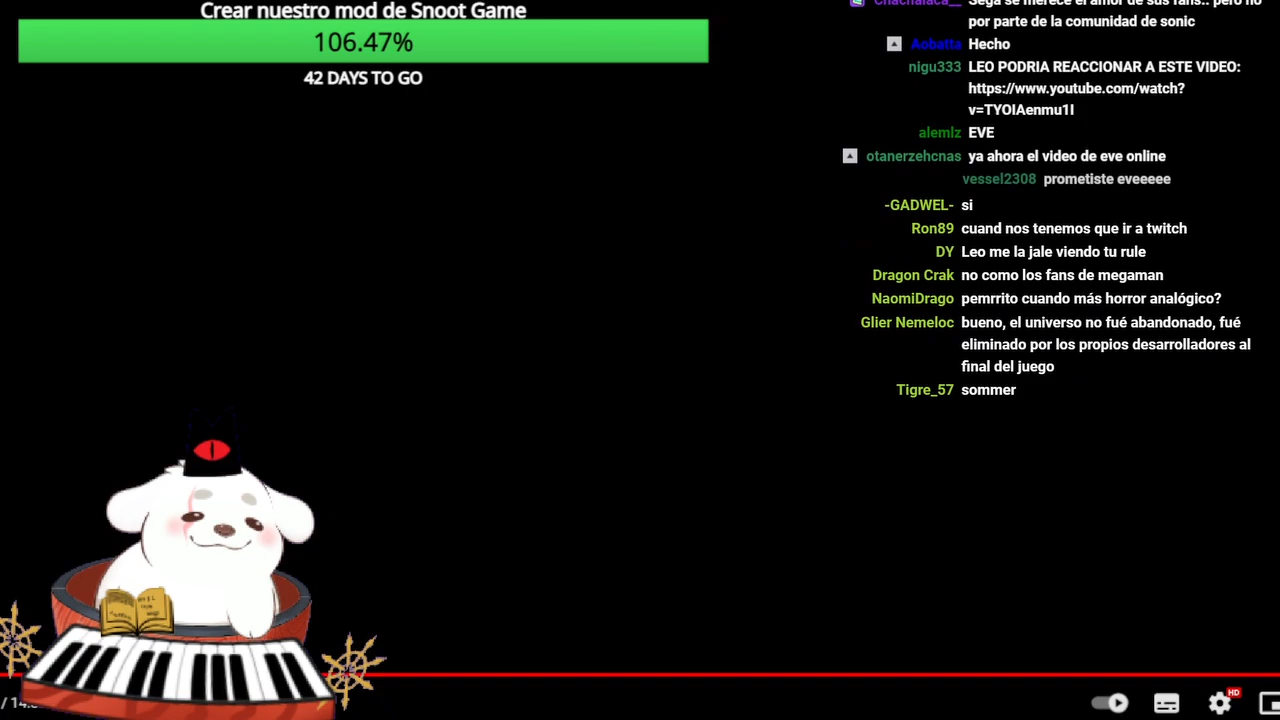 Crear nuestro mod de Snoot Game
106.47%
42 DAYS TO GO
Chachalaca__ Sega se merece el amor de sus fans.. pero no
por parte de la comunidad de sonic
Aobatta Hecho
nigu333 LEO PODRIA REACCIONAR A ESTE VIDEO:
https://www.youtube.com/watch?
v=TYOIAenmu1I
alemlz EVE
otanerzehcnas ya ahora el video de eve online
vessel2308 prometiste eveeeee
-GADWEL- si
Ron89 cuand nos tenemos que ir a twitch
DY Leo me la jale viendo tu rule
Dragon Crak no como los fans de megaman
NaomiDrago pemrrito cuando más horror analógico?
Glier Nemeloc bueno, el universo no fué abandonado, fué
eliminado por los propios desarrolladores al
final del juego
Tigre_57 sommer
HD